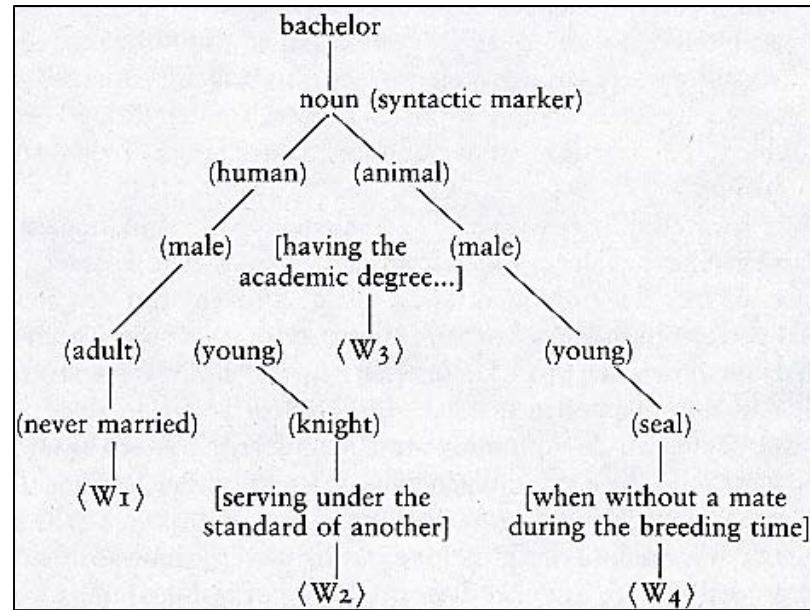 bachelor
noun (syntactic marker)
(human) (animal)
(male) [having the (male)
academic degree...]
(adult) (young) ⟨W3⟩ (young)
(never married) (knight) (seal)
⟨W1⟩ [serving under the [when without a mate
standard of another] during the breeding time]
⟨W2⟩ ⟨W4⟩